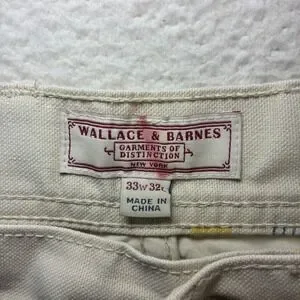 WALLACE & BARNES
GARMENTS OF
DISTINCTION
NEW YORK
33W 32L
MADE IN
CHINA